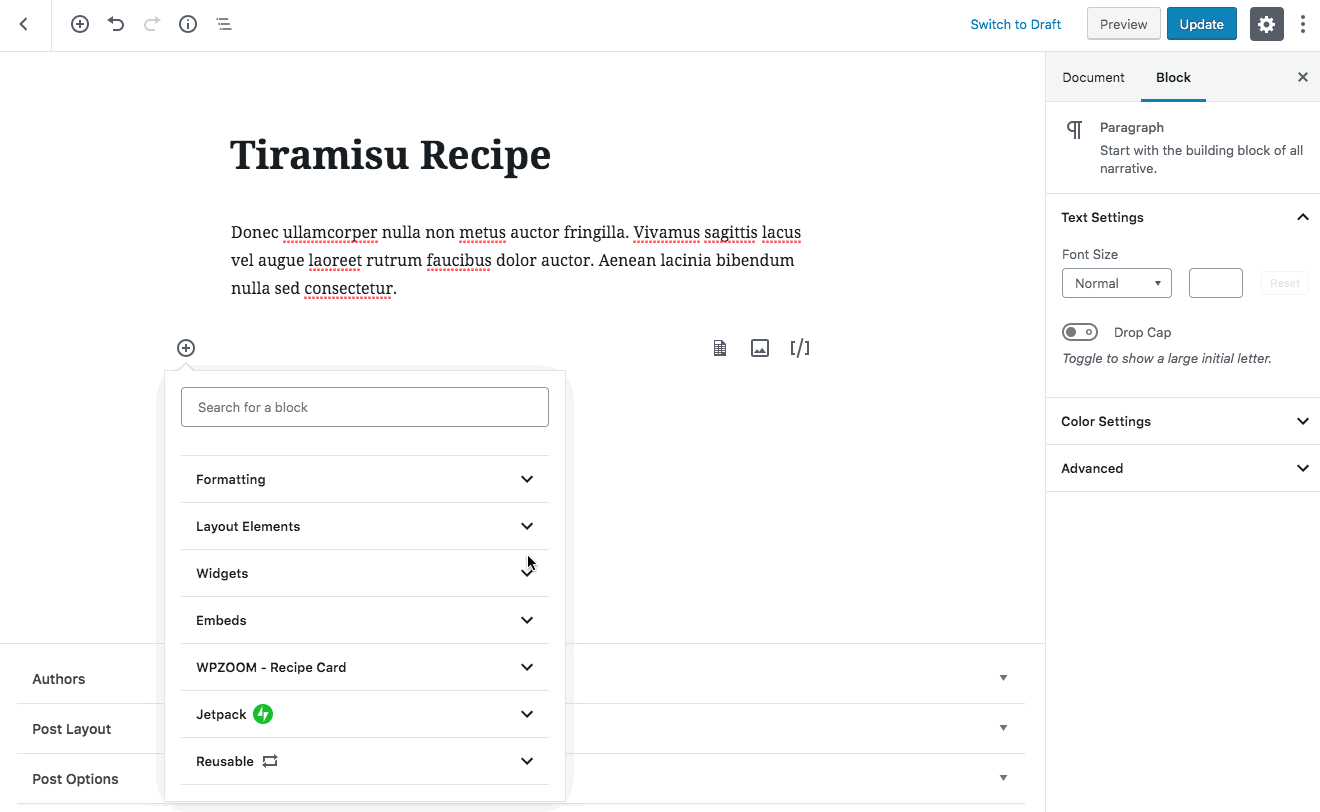 Switch to Draft
Preview
Update
Document
Block
Paragraph
Start with the building block of all
narrative.
Text Settings
Font Size
Normal
Reset
Drop Cap
Toggle to show a large initial letter.
Color Settings
Advanced
Tiramisu Recipe
Donec ullamcorper nulla non metus auctor fringilla. Vivamus sagittis lacus
vel augue laoreet rutrum faucibus dolor auctor. Aenean lacinia bibendum
nulla sed consectetur.
[/]
Search for a block
Formatting
Layout Elements
Widgets
Embeds
WPZOOM - Recipe Card
Jetpack
Reusable
Authors
Post Layout
Post Options